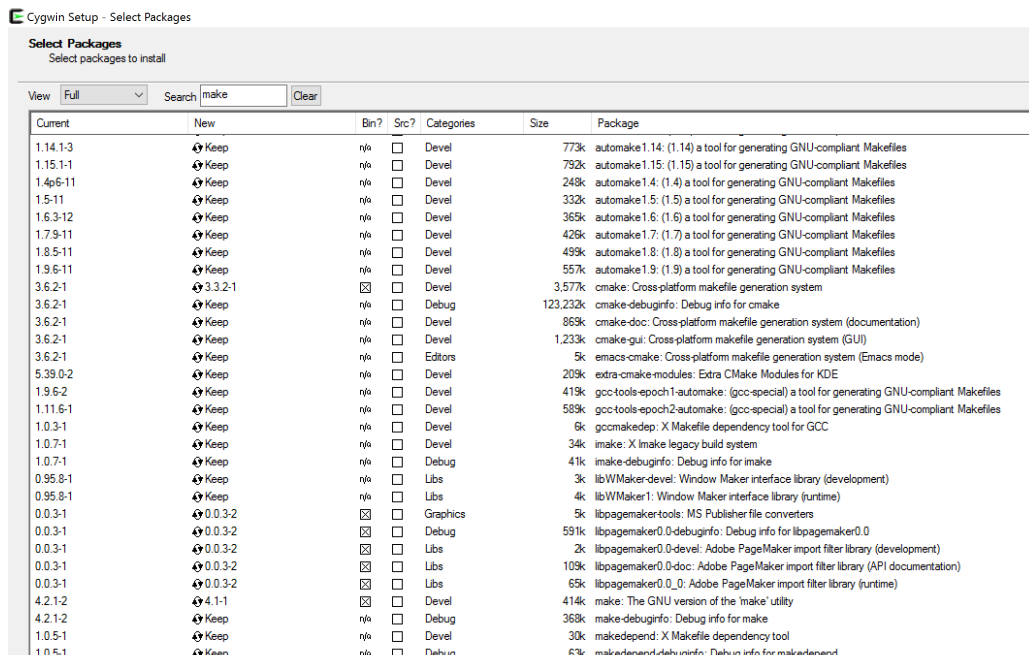 Cygwin Setup - Select Packages
Select Packages
Select packages to install
View Full Search make Clear
Current New Bin? Src? Categories Size Package
1.14.1-3 Keep n/a Devel 773k automake1.14: (1.14) a tool for generating GNU-compliant Makefiles
1.15.1-1 Keep n/a Devel 792k automake1.15: (1.15) a tool for generating GNU-compliant Makefiles
1.4p6-11 Keep n/a Devel 248k automake1.4: (1.4) a tool for generating GNU-compliant Makefiles
1.5-11 Keep n/a Devel 332k automake1.5: (1.5) a tool for generating GNU-compliant Makefiles
1.6.3-12 Keep n/a Devel 365k automake1.6: (1.6) a tool for generating GNU-compliant Makefiles
1.7.9-11 Keep n/a Devel 426k automake1.7: (1.7) a tool for generating GNU-compliant Makefiles
1.8.5-11 Keep n/a Devel 499k automake1.8: (1.8) a tool for generating GNU-compliant Makefiles
1.9.6-11 Keep n/a Devel 557k automake1.9: (1.9) a tool for generating GNU-compliant Makefiles
3.6.2-1 3.3.2-1 Devel 3,577k cmake: Cross-platform makefile generation system
3.6.2-1 Keep n/a Debug 123,232k cmake-debuginfo: Debug info for cmake
3.6.2-1 Keep n/a Devel 869k cmake-doc: Cross-platform makefile generation system (documentation)
3.6.2-1 Keep n/a Devel 1,233k cmake-gui: Cross-platform makefile generation system (GUI)
3.6.2-1 Keep n/a Editors 5k emacs-cmake: Cross-platform makefile generation system (Emacs mode)
5.39.0-2 Keep n/a Devel 209k extra-cmake-modules: Extra CMake Modules for KDE
1.9.6-2 Keep n/a Devel 419k gcc-tools-epoch1-automake: (gcc-special) a tool for generating GNU-compliant Makefiles
1.11.6-1 Keep n/a Devel 589k gcc-tools-epoch2-automake: (gcc-special) a tool for generating GNU-compliant Makefiles
1.0.3-1 Keep n/a Devel 6k gccmakedep: X Makefile dependency tool for GCC
1.0.7-1 Keep n/a Devel 34k imake: X Imake legacy build system
1.0.7-1 Keep n/a Debug 41k imake-debuginfo: Debug info for imake
0.95.8-1 Keep n/a Libs 3k libWMaker-devel: Window Maker interface library (development)
0.95.8-1 Keep n/a Libs 4k libWMaker1: Window Maker interface library (runtime)
0.0.3-1 0.0.3-2 Graphics 5k libpagemaker-tools: MS Publisher file converters
0.0.3-1 0.0.3-2 Debug 591k libpagemaker0.0-debuginfo: Debug info for libpagemaker0.0
0.0.3-1 0.0.3-2 Libs 2k libpagemaker0.0-devel: Adobe PageMaker import filter library (development)
0.0.3-1 0.0.3-2 Libs 109k libpagemaker0.0-doc: Adobe PageMaker import filter library (API documentation)
0.0.3-1 0.0.3-2 Libs 65k libpagemaker0.0_0: Adobe PageMaker import filter library (runtime)
4.2.1-2 4.1-1 Devel 414k make: The GNU version of the 'make' utility
4.2.1-2 Keep n/a Debug 368k make-debuginfo: Debug info for make
1.0.5-1 Keep n/a Devel 30k makedepend: X Makefile dependency tool
1.0.5-1 Keep n/a Debug 63k makedepend-debuginfo: Debug info for makedepend